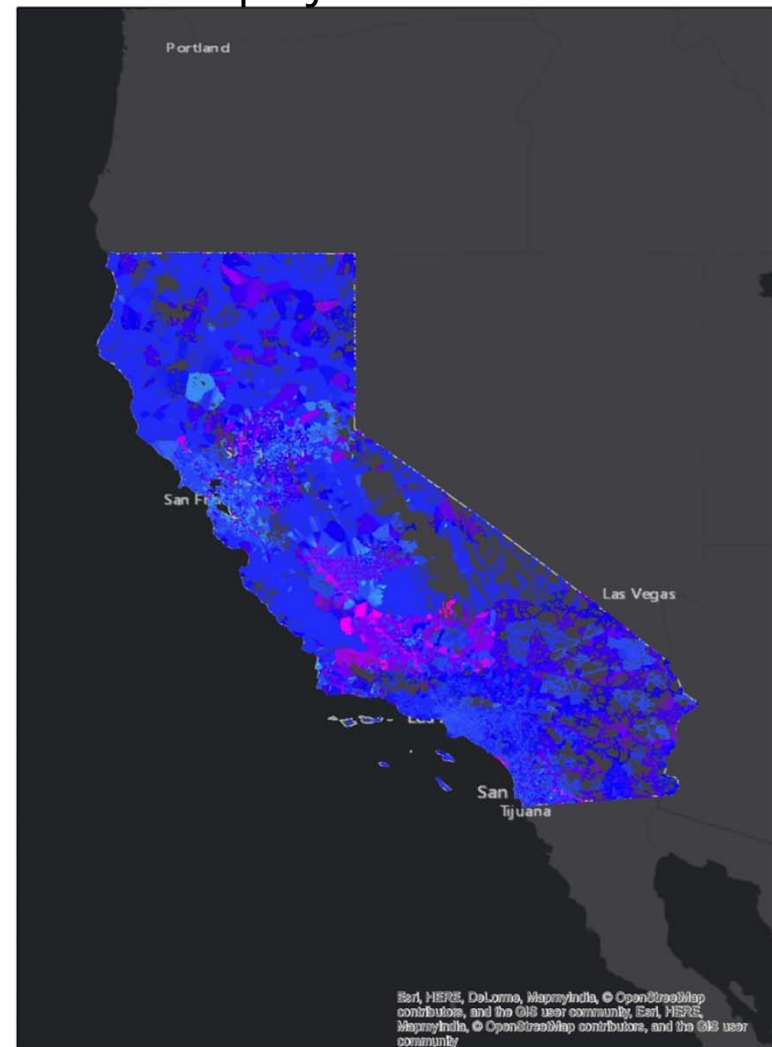 Portland
San Fr
Las Vegas
San
Tijuana
Esri, HERE, DeLorme, MapmyIndia, © OpenStreetMap
contributors, and the GIS user community, Esri, HERE,
MapmyIndia, © OpenStreetMap contributors, and the GIS user
community